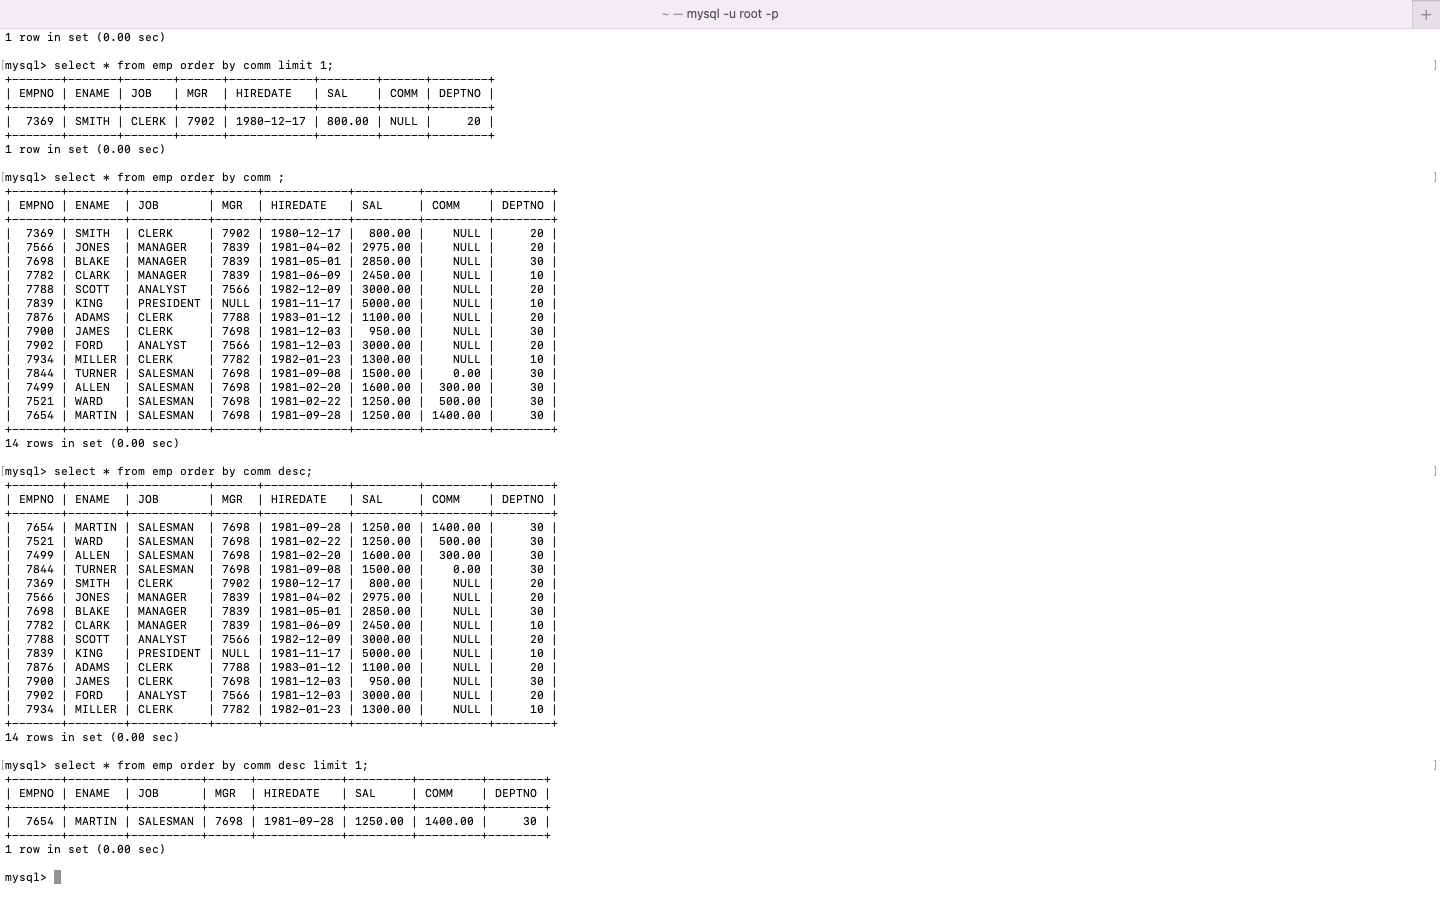 ~ — mysql -u root -p
+
1 row in set (0.00 sec)
[mysql> select * from emp order by comm limit 1; ]
+-------+-------+-------+------+------------+--------+------+--------+
| EMPNO | ENAME | JOB   | MGR  | HIREDATE   | SAL    | COMM | DEPTNO |
+-------+-------+-------+------+------------+--------+------+--------+
|  7369 | SMITH | CLERK | 7902 | 1980-12-17 | 800.00 | NULL |     20 |
+-------+-------+-------+------+------------+--------+------+--------+
1 row in set (0.00 sec)
[mysql> select * from emp order by comm ; ]
+-------+--------+-----------+------+------------+---------+---------+--------+
| EMPNO | ENAME  | JOB       | MGR  | HIREDATE   | SAL     | COMM    | DEPTNO |
+-------+--------+-----------+------+------------+---------+---------+--------+
|  7369 | SMITH  | CLERK     | 7902 | 1980-12-17 |  800.00 |    NULL |     20 |
|  7566 | JONES  | MANAGER   | 7839 | 1981-04-02 | 2975.00 |    NULL |     20 |
|  7698 | BLAKE  | MANAGER   | 7839 | 1981-05-01 | 2850.00 |    NULL |     30 |
|  7782 | CLARK  | MANAGER   | 7839 | 1981-06-09 | 2450.00 |    NULL |     10 |
|  7788 | SCOTT  | ANALYST   | 7566 | 1982-12-09 | 3000.00 |    NULL |     20 |
|  7839 | KING   | PRESIDENT | NULL | 1981-11-17 | 5000.00 |    NULL |     10 |
|  7876 | ADAMS  | CLERK     | 7788 | 1983-01-12 | 1100.00 |    NULL |     20 |
|  7900 | JAMES  | CLERK     | 7698 | 1981-12-03 |  950.00 |    NULL |     30 |
|  7902 | FORD   | ANALYST   | 7566 | 1981-12-03 | 3000.00 |    NULL |     20 |
|  7934 | MILLER | CLERK     | 7782 | 1982-01-23 | 1300.00 |    NULL |     10 |
|  7844 | TURNER | SALESMAN  | 7698 | 1981-09-08 | 1500.00 |    0.00 |     30 |
|  7499 | ALLEN  | SALESMAN  | 7698 | 1981-02-20 | 1600.00 |  300.00 |     30 |
|  7521 | WARD   | SALESMAN  | 7698 | 1981-02-22 | 1250.00 |  500.00 |     30 |
|  7654 | MARTIN | SALESMAN  | 7698 | 1981-09-28 | 1250.00 | 1400.00 |     30 |
+-------+--------+-----------+------+------------+---------+---------+--------+
14 rows in set (0.00 sec)
[mysql> select * from emp order by comm desc; ]
+-------+--------+-----------+------+------------+---------+---------+--------+
| EMPNO | ENAME  | JOB       | MGR  | HIREDATE   | SAL     | COMM    | DEPTNO |
+-------+--------+-----------+------+------------+---------+---------+--------+
|  7654 | MARTIN | SALESMAN  | 7698 | 1981-09-28 | 1250.00 | 1400.00 |     30 |
|  7521 | WARD   | SALESMAN  | 7698 | 1981-02-22 | 1250.00 |  500.00 |     30 |
|  7499 | ALLEN  | SALESMAN  | 7698 | 1981-02-20 | 1600.00 |  300.00 |     30 |
|  7844 | TURNER | SALESMAN  | 7698 | 1981-09-08 | 1500.00 |    0.00 |     30 |
|  7369 | SMITH  | CLERK     | 7902 | 1980-12-17 |  800.00 |    NULL |     20 |
|  7566 | JONES  | MANAGER   | 7839 | 1981-04-02 | 2975.00 |    NULL |     20 |
|  7698 | BLAKE  | MANAGER   | 7839 | 1981-05-01 | 2850.00 |    NULL |     30 |
|  7782 | CLARK  | MANAGER   | 7839 | 1981-06-09 | 2450.00 |    NULL |     10 |
|  7788 | SCOTT  | ANALYST   | 7566 | 1982-12-09 | 3000.00 |    NULL |     20 |
|  7839 | KING   | PRESIDENT | NULL | 1981-11-17 | 5000.00 |    NULL |     10 |
|  7876 | ADAMS  | CLERK     | 7788 | 1983-01-12 | 1100.00 |    NULL |     20 |
|  7900 | JAMES  | CLERK     | 7698 | 1981-12-03 |  950.00 |    NULL |     30 |
|  7902 | FORD   | ANALYST   | 7566 | 1981-12-03 | 3000.00 |    NULL |     20 |
|  7934 | MILLER | CLERK     | 7782 | 1982-01-23 | 1300.00 |    NULL |     10 |
+-------+--------+-----------+------+------------+---------+---------+--------+
14 rows in set (0.00 sec)
[mysql> select * from emp order by comm desc limit 1; ]
+-------+--------+----------+------+------------+---------+---------+--------+
| EMPNO | ENAME  | JOB      | MGR  | HIREDATE   | SAL     | COMM    | DEPTNO |
+-------+--------+----------+------+------------+---------+---------+--------+
|  7654 | MARTIN | SALESMAN | 7698 | 1981-09-28 | 1250.00 | 1400.00 |     30 |
+-------+--------+----------+------+------------+---------+---------+--------+
1 row in set (0.00 sec)
mysql>